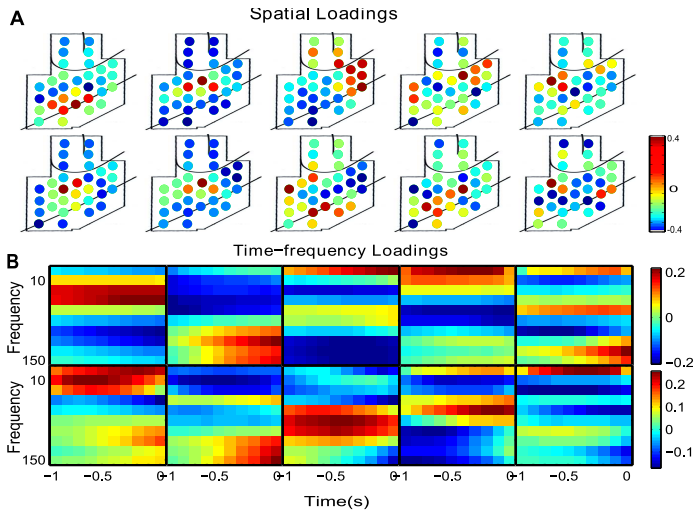 A
Spatial Loadings
0.4
0
−0.4
B
Time−frequency Loadings
Frequency
10
150
0.2
0
−0.2
Frequency
10
150
0.2
0
−0.2
−1 −0.5 0 −1 −0.5 0 −1 −0.5 0 −1 −0.5 0 −1 −0.5 0
Time(s)